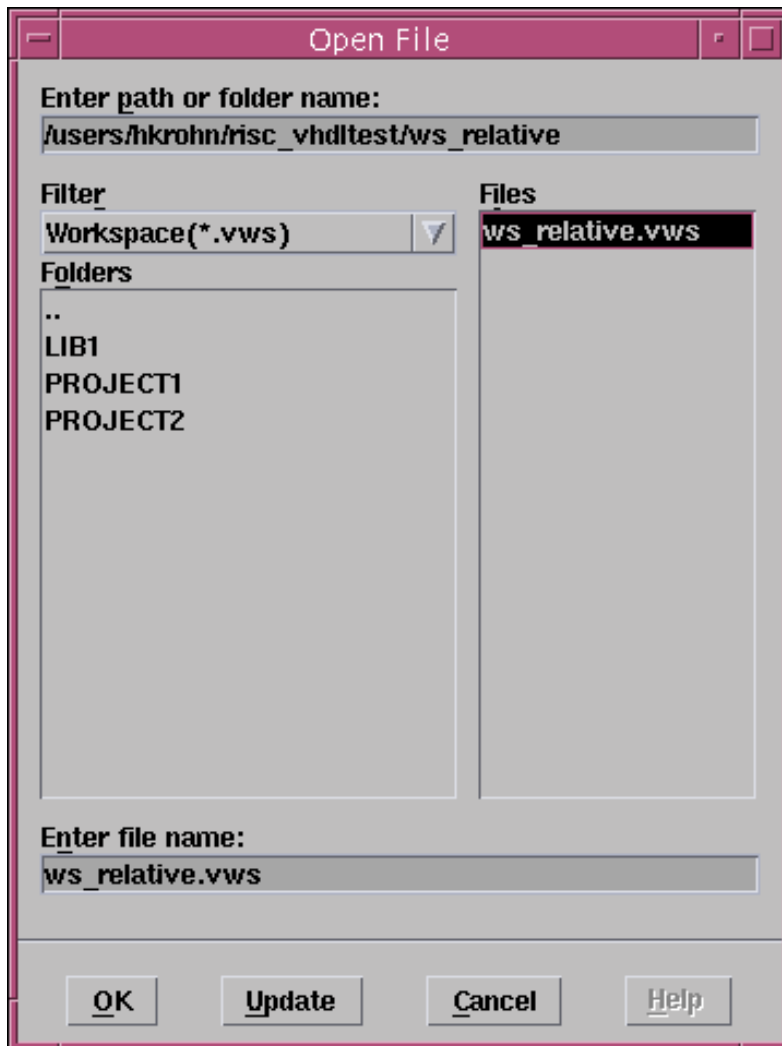 Open File
Enter path or folder name:
/users/hkrohn/risc_vhdltest/ws_relative
Filter
Workspace(*.vws)
Folders
..
LIB1
PROJECT1
PROJECT2
Files
ws_relative.vws
Enter file name:
ws_relative.vws
OK Update Cancel Help